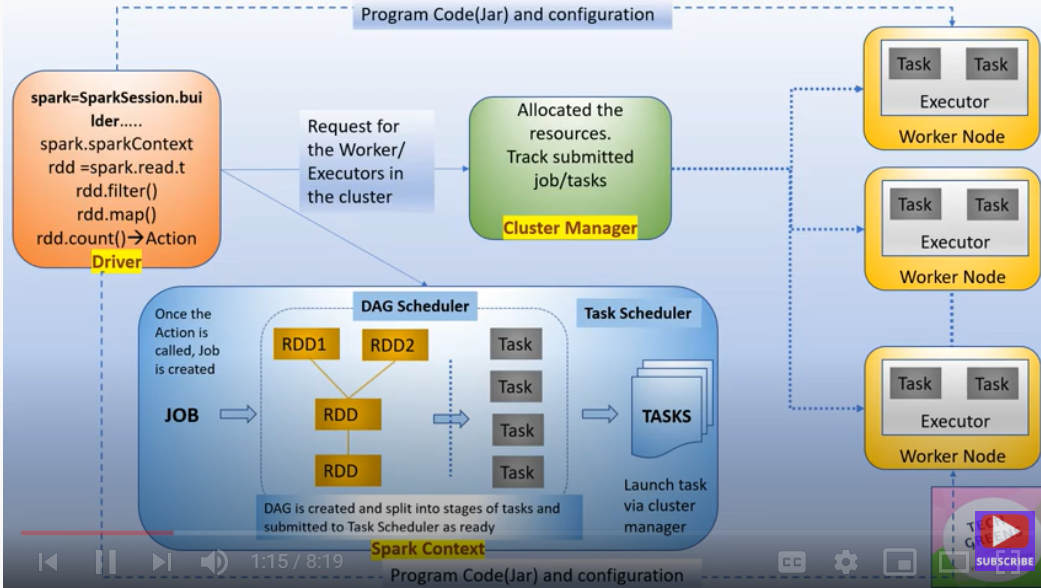 Program Code(Jar) and configuration
spark=SparkSession.bui
lder.....
spark.sparkContext
rdd =spark.read.t
rdd.filter()
rdd.map()
rdd.count()→Action
Driver
Request for
the Worker/
Executors in
the cluster
Allocated the
resources.
Track submitted
job/tasks
Cluster Manager
Task Task
Executor
Worker Node
Task Task
Executor
Worker Node
Task Task
Executor
Worker Node
Once the
Action is
called, Job
is created
JOB
DAG Scheduler
RDD1 RDD2
RDD
RDD
Task
Task
Task
Task
DAG is created and split into stages of tasks and
submitted to Task Scheduler as ready
Task Scheduler
TASKS
Launch task
via cluster
manager
Spark Context
TECH
GREENS
SUBSCRIBE
1:15 / 8:19
CC
Program Code(Jar) and configuration